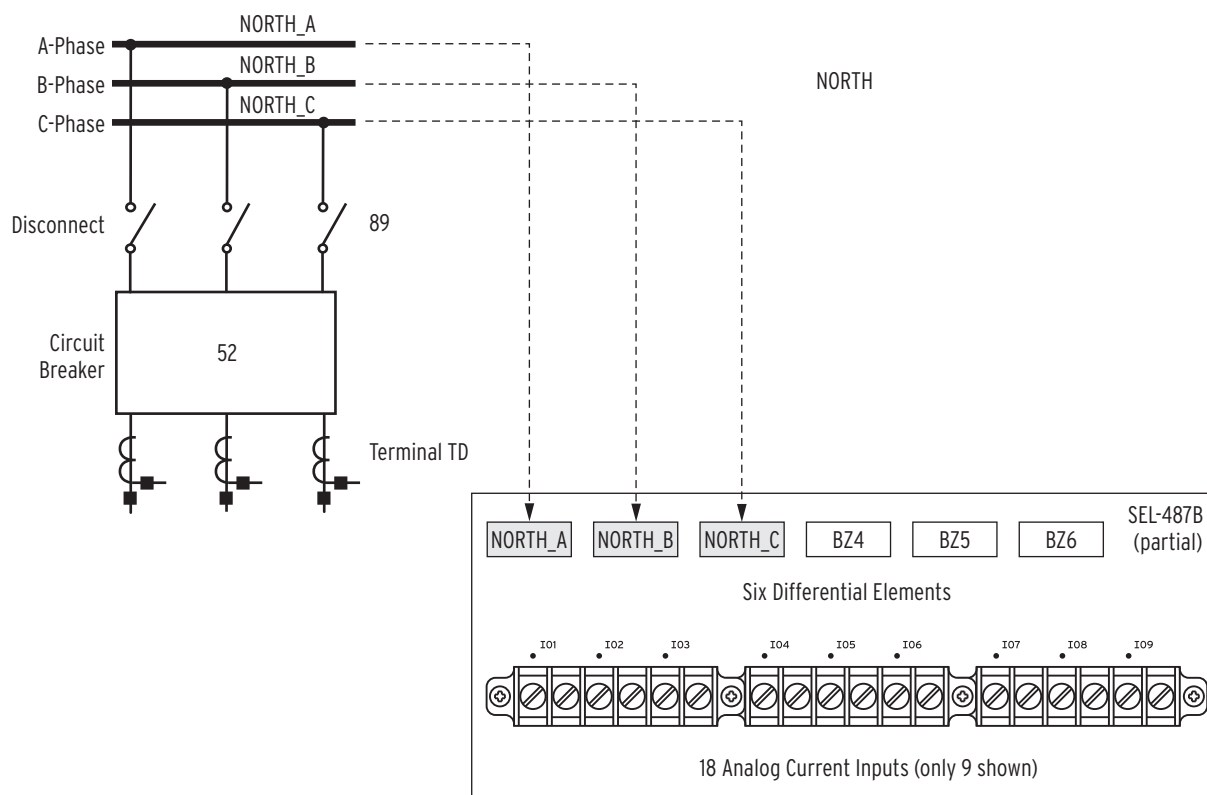 NORTH_A
A-Phase
NORTH_B
B-Phase
NORTH
NORTH_C
C-Phase
Disconnect
89
Circuit
Breaker
52
Terminal TD
SEL-487B
(partial)
NORTH_A
NORTH_B
NORTH_C
BZ4
BZ5
BZ6
Six Differential Elements
I01
I02
I03
I04
I05
I06
I07
I08
I09
18 Analog Current Inputs (only 9 shown)